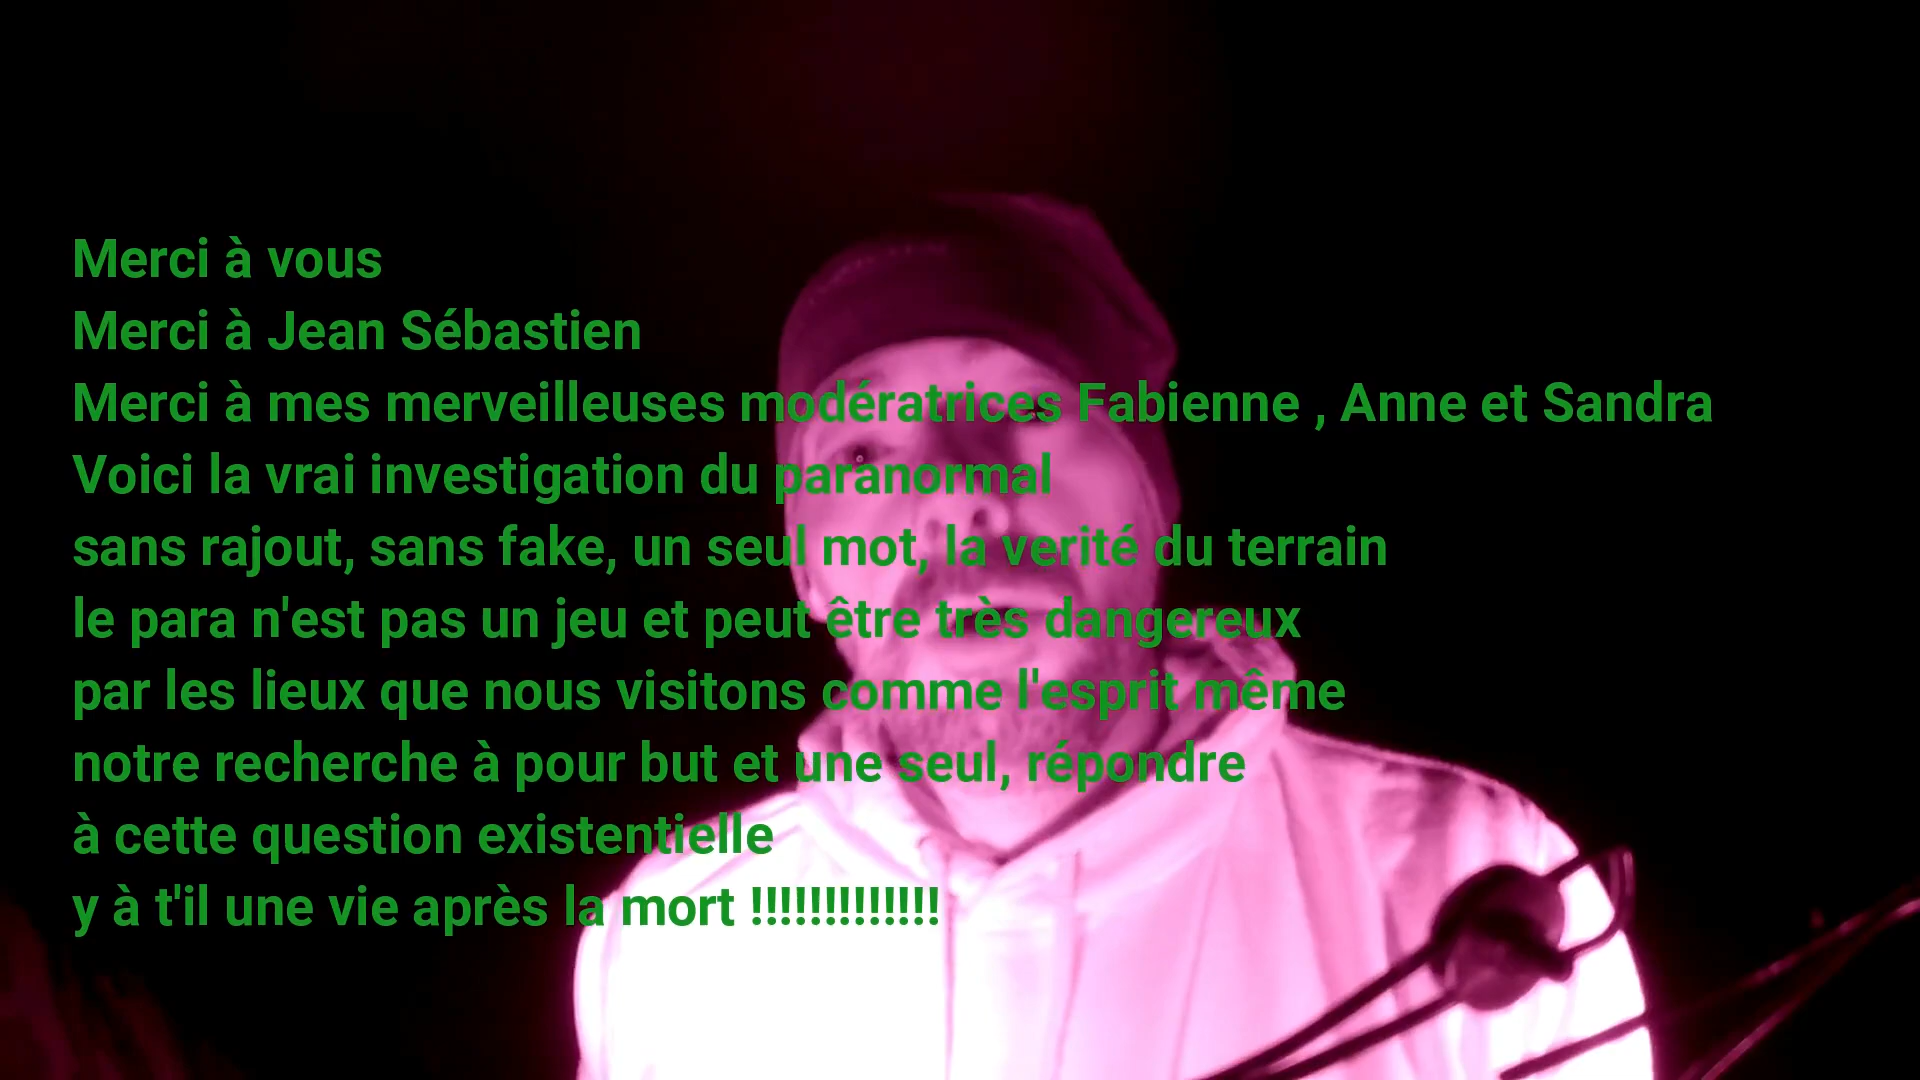 Merci à vous
Merci à Jean Sébastien
Merci à mes merveilleuses modératrices Fabienne , Anne et Sandra
Voici la vrai investigation du paranormal
sans rajout, sans fake, un seul mot, la verité du terrain
le para n'est pas un jeu et peut être très dangereux
par les lieux que nous visitons comme l'esprit même
notre recherche à pour but et une seul, répondre
à cette question existentielle
y à t'il une vie après la mort !!!!!!!!!!!!!